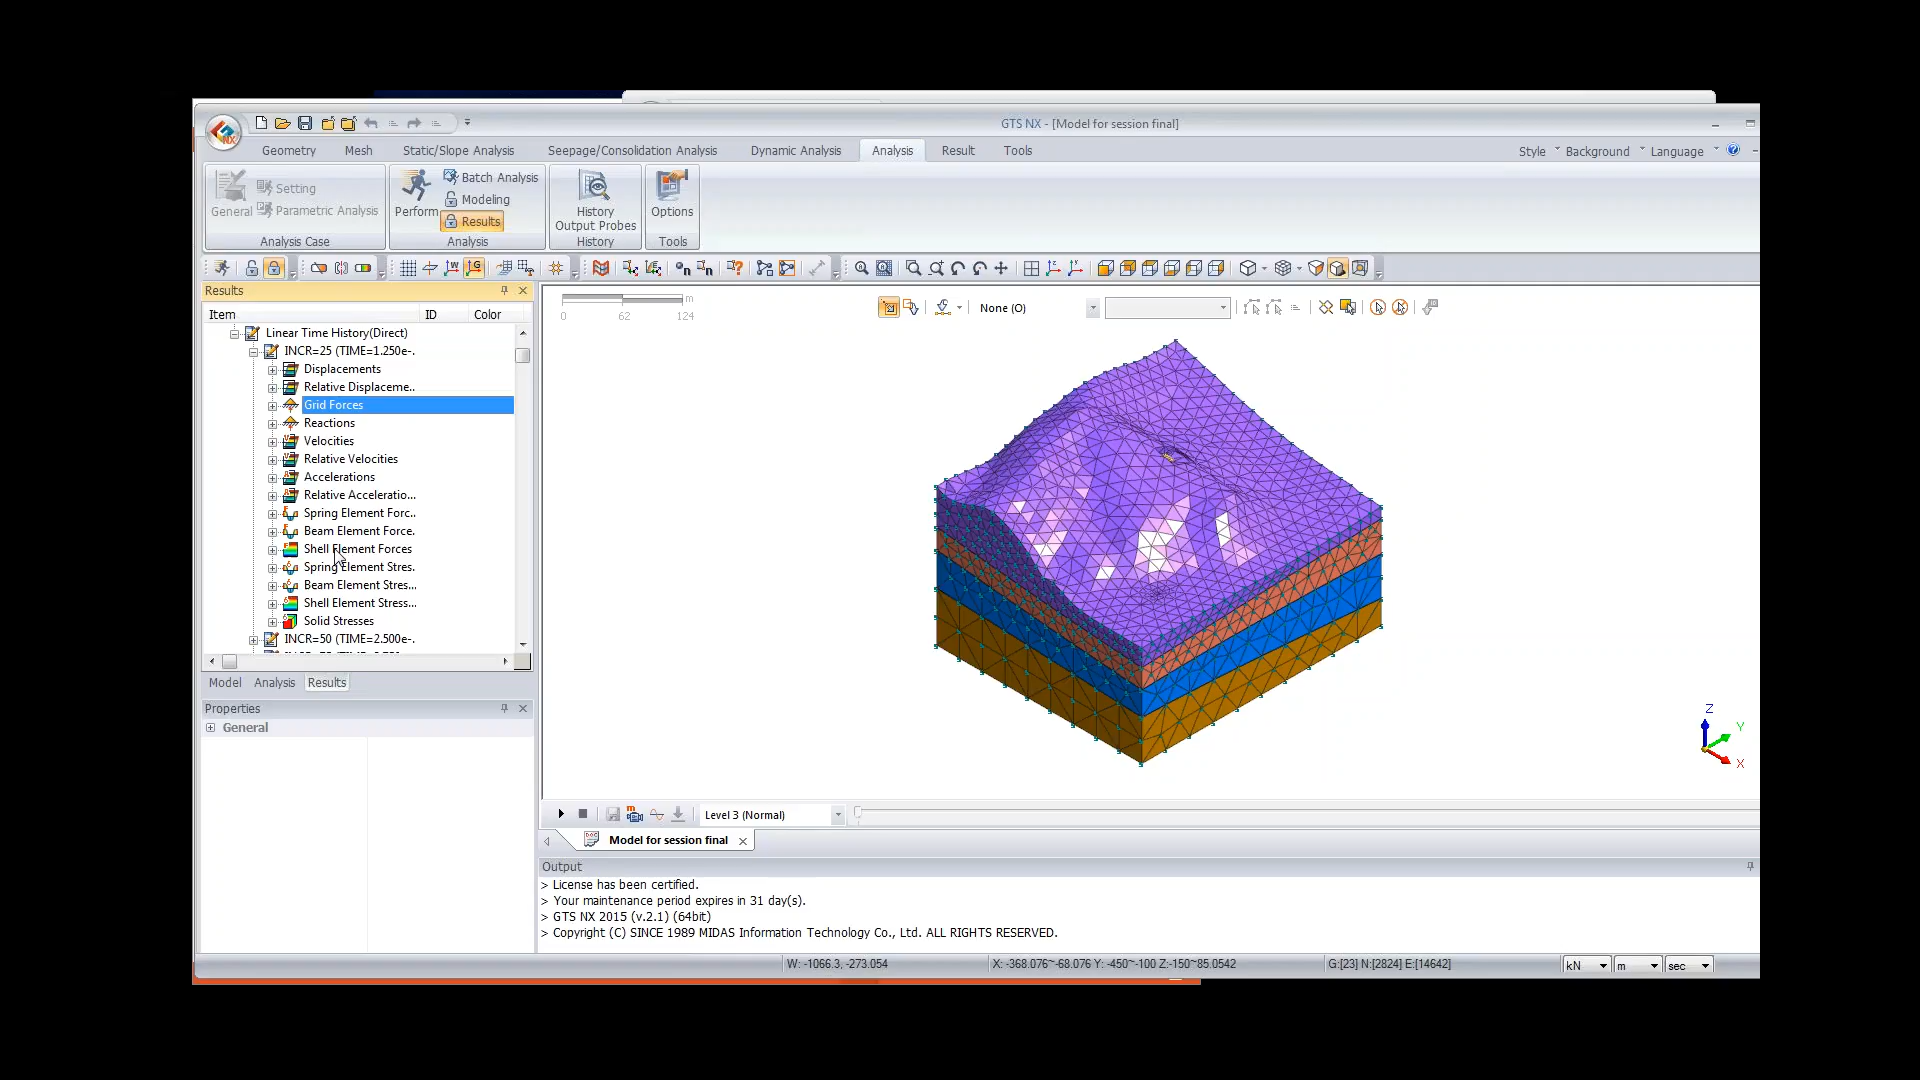 GTS NX - [Model for session final]
Geometry Mesh Static/Slope Analysis Seepage/Consolidation Analysis Dynamic Analysis Analysis Result Tools Style Background Language
General
Setting
Parametric Analysis
Analysis Case
Perform
Batch Analysis
Modeling
Results
Analysis
History
Output Probes
History
Options
Tools
Results
Item ID Color
Linear Time History(Direct)
INCR=25 (TIME=1.250e-.
Displacements
Relative Displaceme..
Grid Forces
Reactions
Velocities
Relative Velocities
Accelerations
Relative Acceleratio...
Spring Element Forc..
Beam Element Force.
Shell Element Forces
Spring Element Stres.
Beam Element Stres...
Shell Element Stress...
Solid Stresses
INCR=50 (TIME=2.500e-.
Model Analysis Results
Properties
General
m
0 62 124
None (O)
Z
Y
X
Level 3 (Normal)
Model for session final
Output
> License has been certified.
> Your maintenance period expires in 31 day(s).
> GTS NX 2015 (v.2.1) (64bit)
> Copyright (C) SINCE 1989 MIDAS Information Technology Co., Ltd. ALL RIGHTS RESERVED.
W: -1066.3, -273.054 X: -368.076~-68.076 Y: -450~-100 Z:-150~85.0542 G:[23] N:[2824] E:[14642] kN m sec